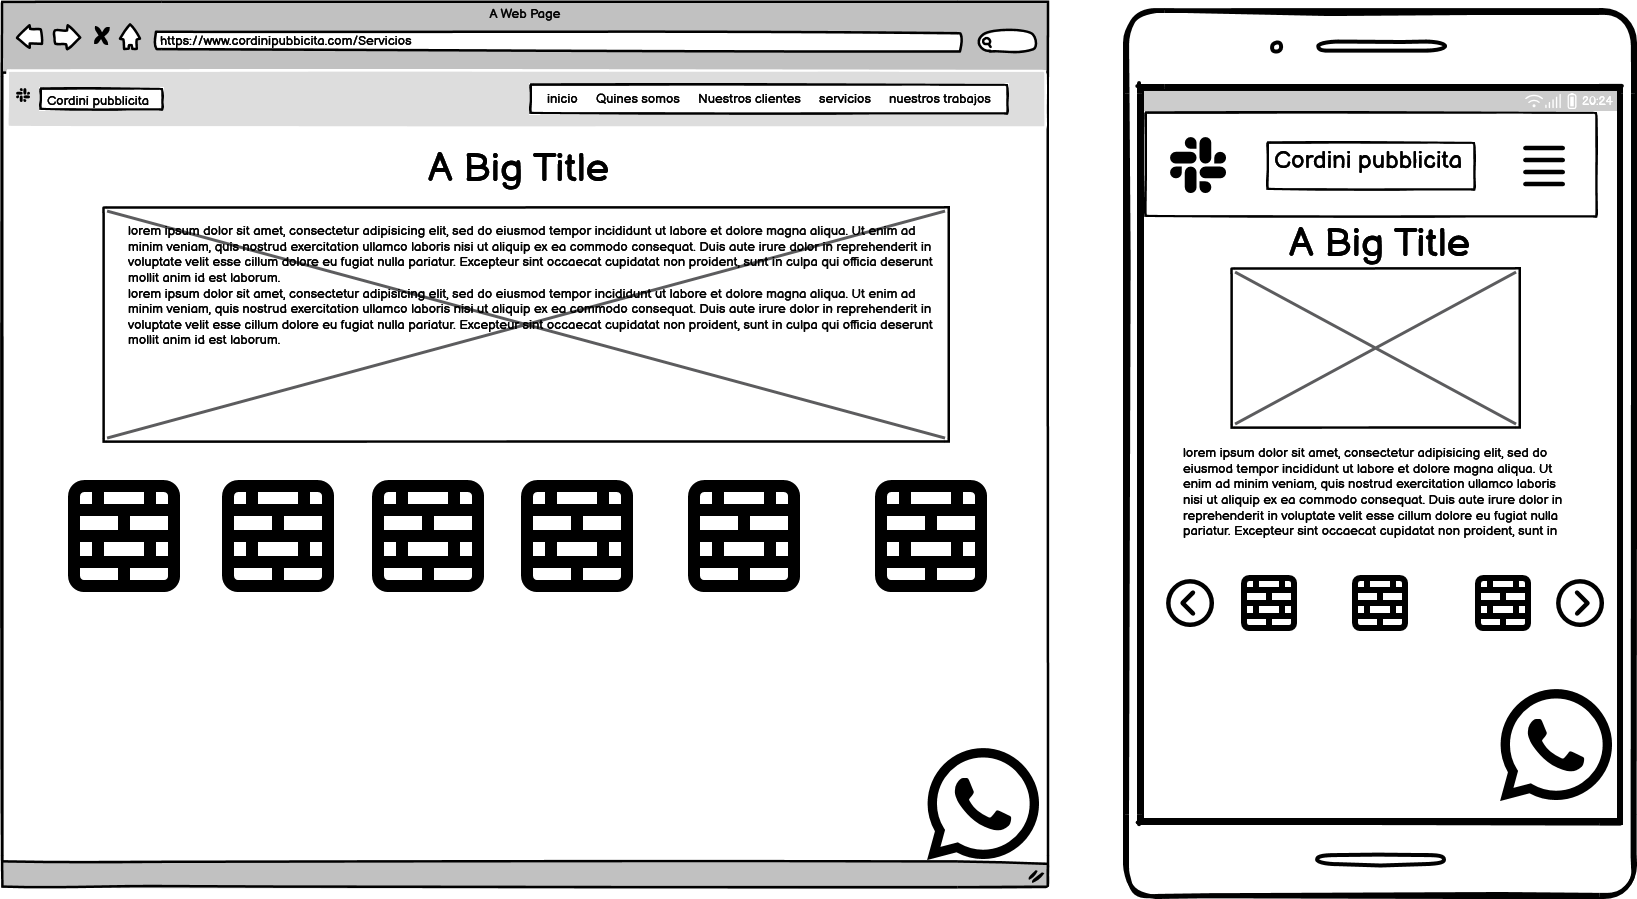 A Web Page
https://www.cordinipubbicita.com/Servicios
Cordini pubblicita
inicio Quines somos Nuestros clientes servicios nuestros trabajos
A Big Title
lorem ipsum dolor sit amet, consectetur adipisicing elit, sed do eiusmod tempor incididunt ut labore et dolore magna aliqua. Ut enim ad
minim veniam, quis nostrud exercitation ullamco laboris nisi ut aliquip ex ea commodo consequat. Duis aute irure dolor in reprehenderit in
voluptate velit esse cillum dolore eu fugiat nulla pariatur. Excepteur sint occaecat cupidatat non proident, sunt in culpa qui officia deserunt
mollit anim id est laborum.
lorem ipsum dolor sit amet, consectetur adipisicing elit, sed do eiusmod tempor incididunt ut labore et dolore magna aliqua. Ut enim ad
minim veniam, quis nostrud exercitation ullamco laboris nisi ut aliquip ex ea commodo consequat. Duis aute irure dolor in reprehenderit in
voluptate velit esse cillum dolore eu fugiat nulla pariatur. Excepteur sint occaecat cupidatat non proident, sunt in culpa qui officia deserunt
mollit anim id est laborum.
20:24
Cordini pubblicita
A Big Title
lorem ipsum dolor sit amet, consectetur adipisicing elit, sed do
eiusmod tempor incididunt ut labore et dolore magna aliqua. Ut
enim ad minim veniam, quis nostrud exercitation ullamco laboris
nisi ut aliquip ex ea commodo consequat. Duis aute irure dolor in
reprehenderit in voluptate velit esse cillum dolore eu fugiat nulla
pariatur. Excepteur sint occaecat cupidatat non proident, sunt in